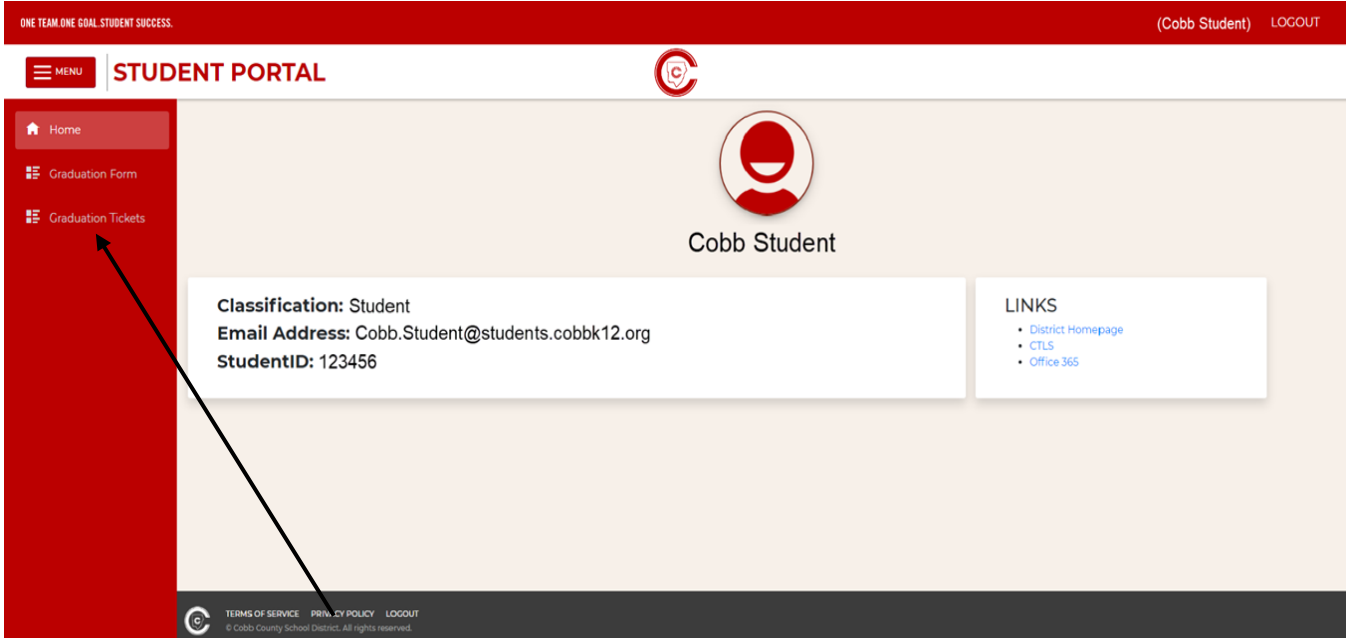 ONE TEAM.ONE GOAL.STUDENT SUCCESS.
(Cobb Student) LOGOUT
MENU
STUDENT PORTAL
C
Home
Graduation Form
Graduation Tickets
Cobb Student
Classification: Student
Email Address: Cobb.Student@students.cobbk12.org
StudentID: 123456
LINKS
• District Homepage
• CTLS
• Office 365
C
TERMS OF SERVICE PRIVACY POLICY LOGOUT
© Cobb County School District. All rights reserved.